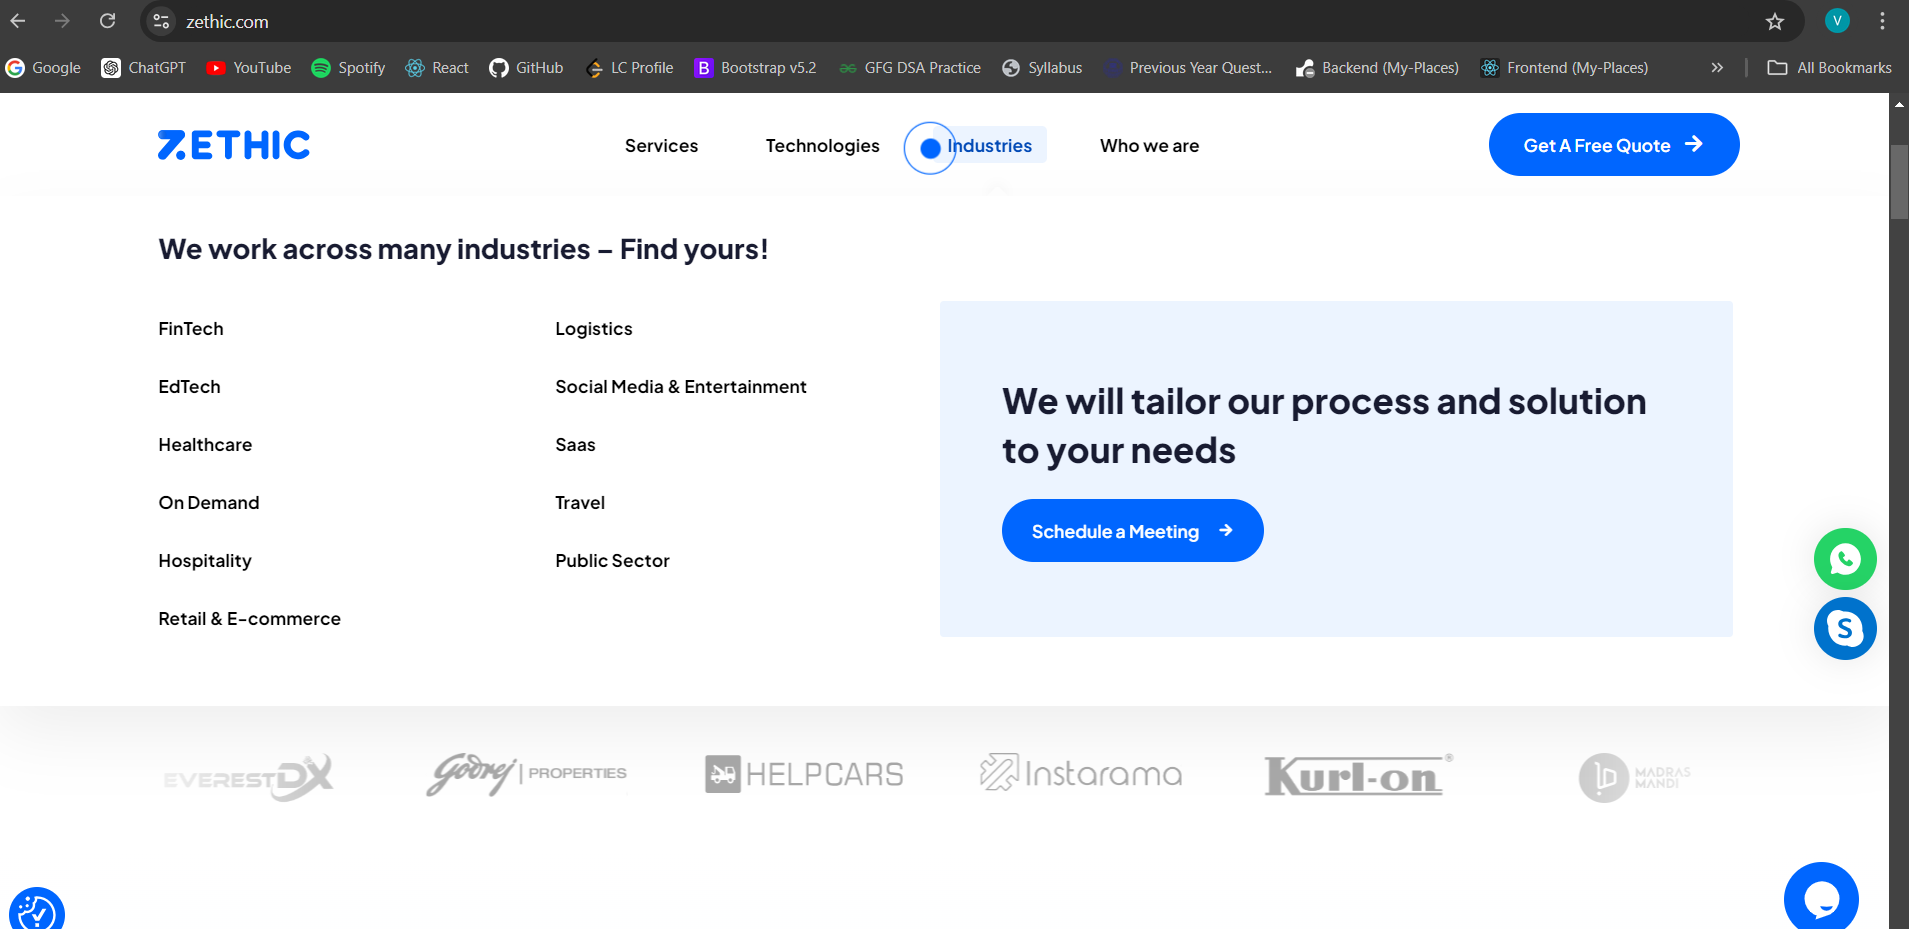 zethic.com
V
Google
ChatGPT
YouTube
Spotify
React
GitHub
LC Profile
B Bootstrap v5.2
GFG DSA Practice
Syllabus
Previous Year Quest...
Backend (My-Places)
Frontend (My-Places)
All Bookmarks
ZETHIC
Services
Technologies
Industries
Who we are
Get A Free Quote
We work across many industries – Find yours!
FinTech
EdTech
Healthcare
On Demand
Hospitality
Retail & E-commerce
Logistics
Social Media & Entertainment
Saas
Travel
Public Sector
We will tailor our process and solution
to your needs
Schedule a Meeting
S
EVERESTDX
Godrej | PROPERTIES
HELPCARS
Instarama
Kurl-on®
MADRAS
MANDI